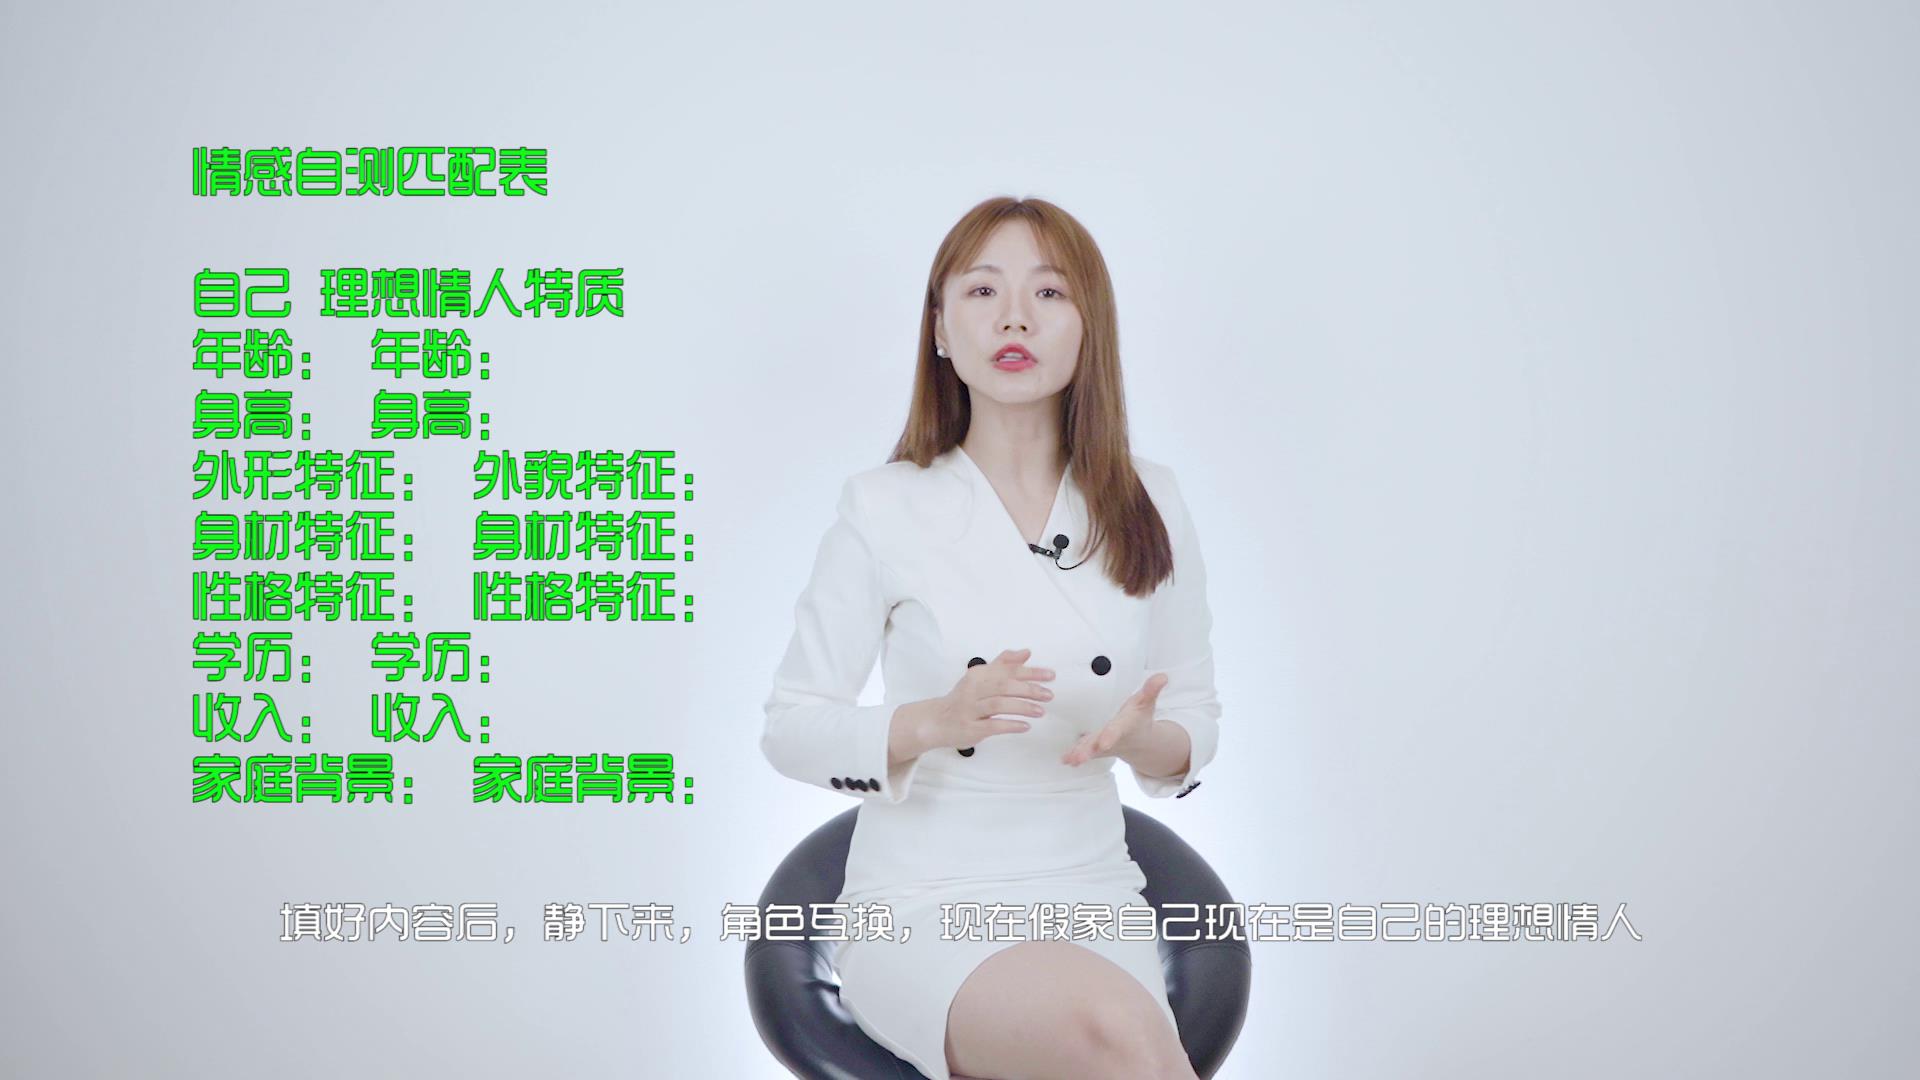 情感自测匹配表
自己 理想情人特质
年龄： 年龄：
身高： 身高：
外形特征： 外貌特征：
身材特征： 身材特征：
性格特征： 性格特征：
学历： 学历：
收入： 收入：
家庭背景： 家庭背景：
填好内容后，静下来，角色互换，现在假象自己现在是自己的理想情人